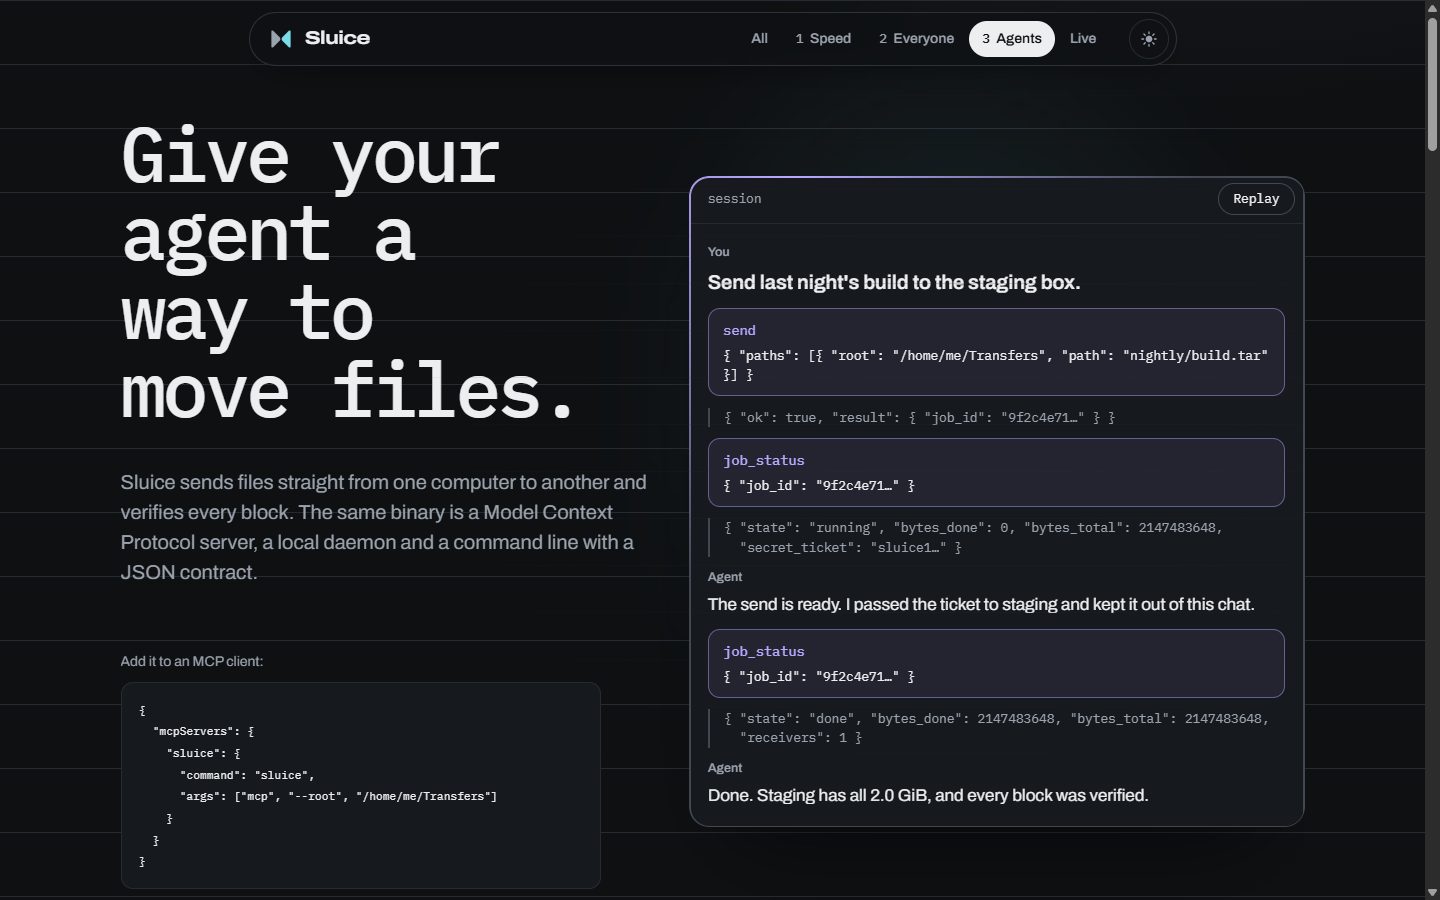 Sluice
All
1 Speed
2 Everyone
3 Agents
Live
Give your
agent a
way to
move files.
Sluice sends files straight from one computer to another and
verifies every block. The same binary is a Model Context
Protocol server, a local daemon and a command line with a
JSON contract.
Add it to an MCP client:
{
  "mcpServers": {
    "sluice": {
      "command": "sluice",
      "args": ["mcp", "--root", "/home/me/Transfers"]
    }
  }
}
session
Replay
You
Send last night's build to the staging box.
send
{ "paths": [{ "root": "/home/me/Transfers", "path": "nightly/build.tar"
}] }
{ "ok": true, "result": { "job_id": "9f2c4e71…" } }
job_status
{ "job_id": "9f2c4e71…" }
{ "state": "running", "bytes_done": 0, "bytes_total": 2147483648,
"secret_ticket": "sluice1…" }
Agent
The send is ready. I passed the ticket to staging and kept it out of this chat.
job_status
{ "job_id": "9f2c4e71…" }
{ "state": "done", "bytes_done": 2147483648, "bytes_total": 2147483648,
"receivers": 1 }
Agent
Done. Staging has all 2.0 GiB, and every block was verified.